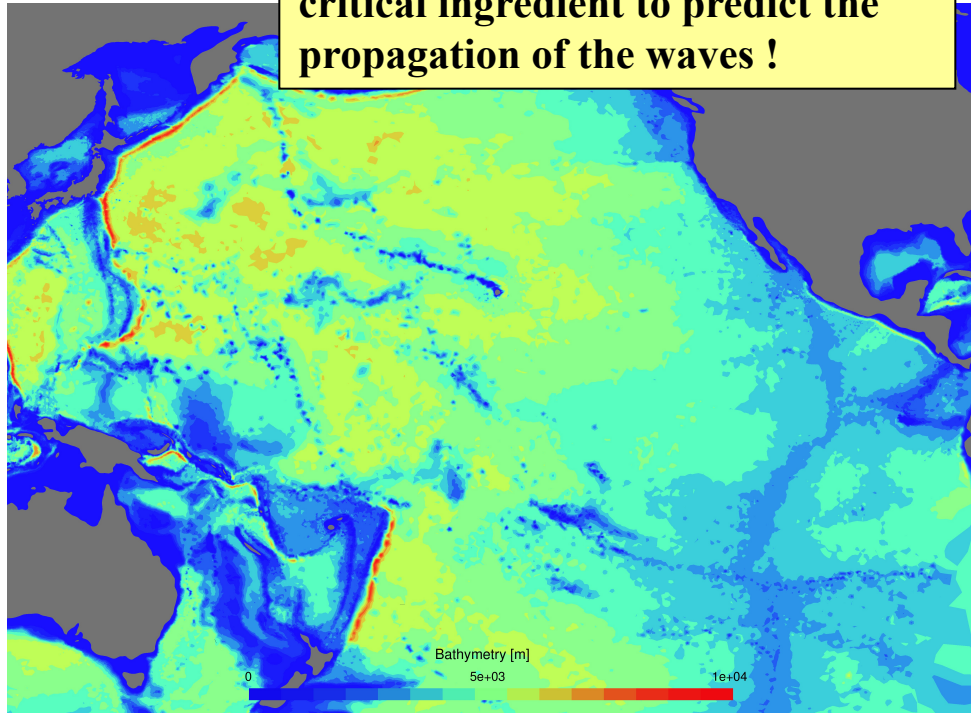 critical ingredient to predict the
propagation of the waves !
Bathymetry [m]
0 5e+03 1e+04